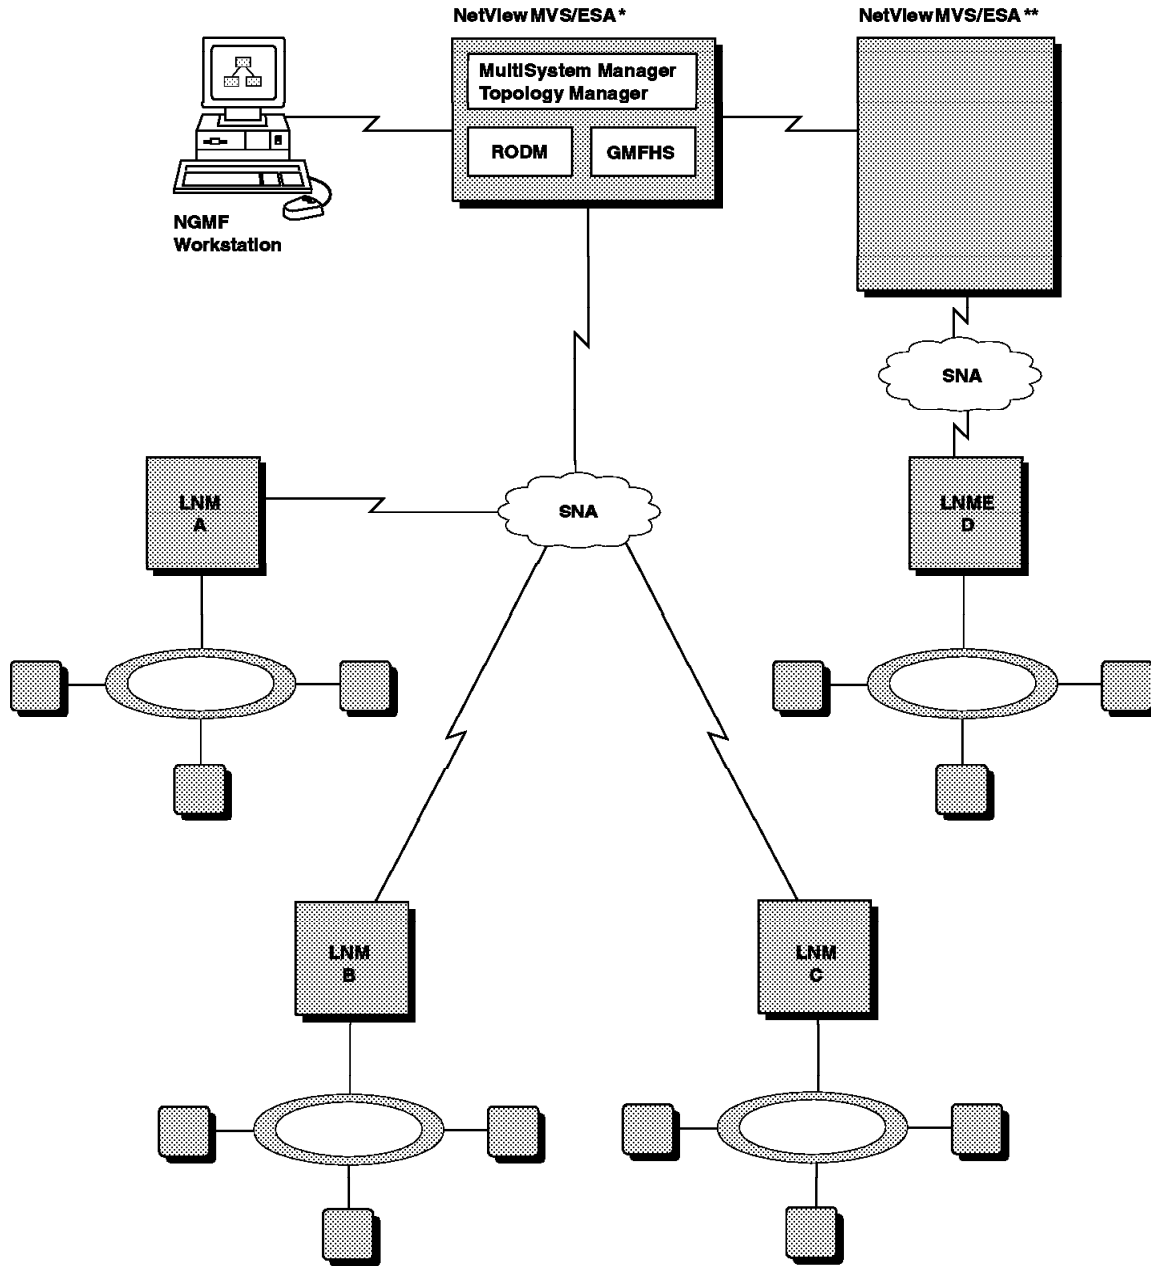 NetView MVS/ESA *
NetView MVS/ESA **
MultiSystem Manager
Topology Manager
RODM
GMFHS
NGMF
Workstation
SNA
LNM
A
SNA
LNME
D
LNM
B
LNM
C